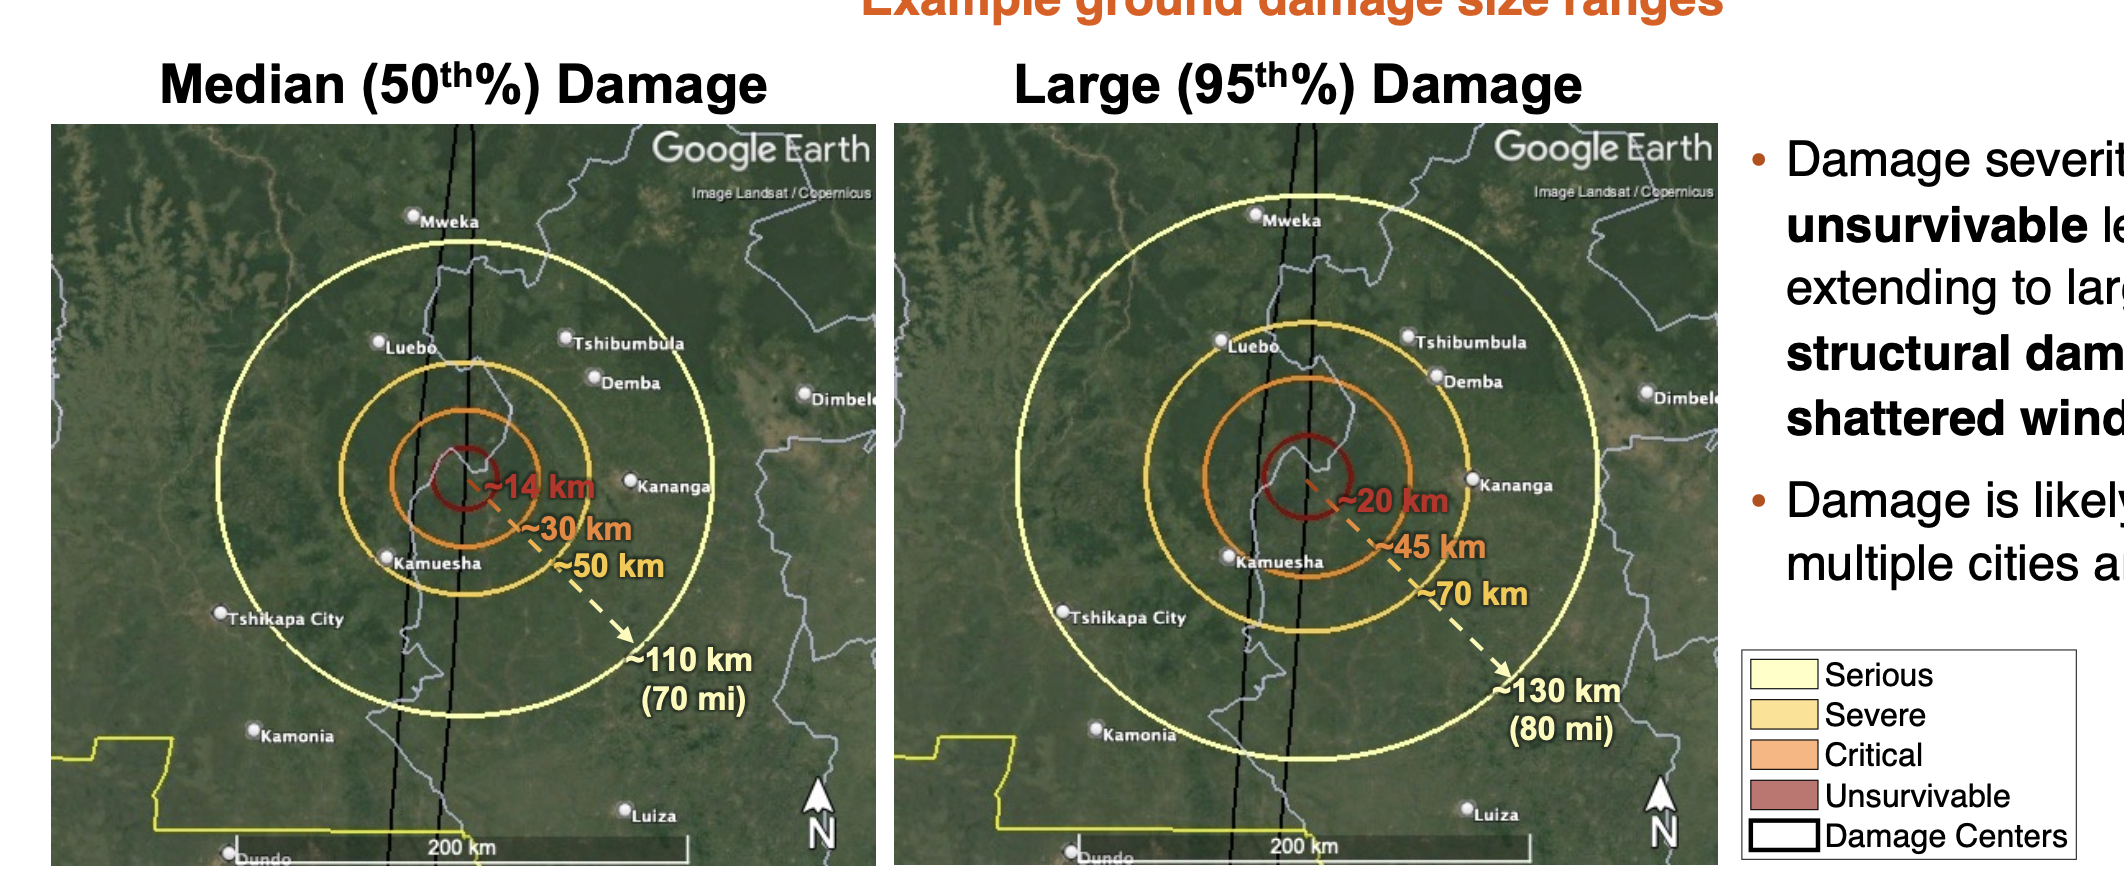 Example ground damage size ranges
Median (50th%) Damage
Google Earth
Image Landsat / Copernicus
Mweka
Luebo
Tshibumbula
Demba
Dimbele
Kananga
~14 km
~30 km
~50 km
Kamuesha
Tshikapa City
~110 km
(70 mi)
Kamonia
Luiza
N
200 km
Dundo
Large (95th%) Damage
Google Earth
Image Landsat / Copernicus
Mweka
Luebo
Tshibumbula
Demba
Dimbele
Kananga
~20 km
~45 km
~70 km
Kamuesha
Tshikapa City
~130 km
(80 mi)
Kamonia
Luiza
N
200 km
Dundo
• Damage severit
unsurvivable le
extending to larg
structural dam
shattered wind
• Damage is likely
multiple cities a
Serious
Severe
Critical
Unsurvivable
Damage Centers